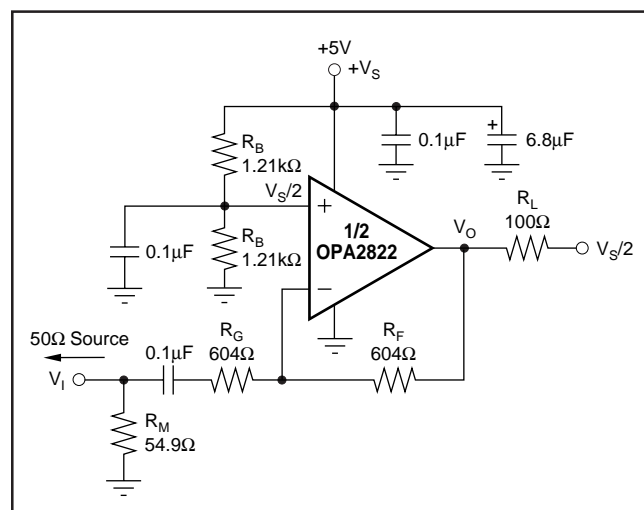 +5V
+V_S
R_B
1.21kΩ
0.1μF
+
6.8μF
V_S/2
+
1/2
OPA2822
−
R_L
100Ω
V_O
V_S/2
0.1μF
R_B
1.21kΩ
50Ω Source
V_I
0.1μF
R_G
604Ω
R_F
604Ω
R_M
54.9Ω